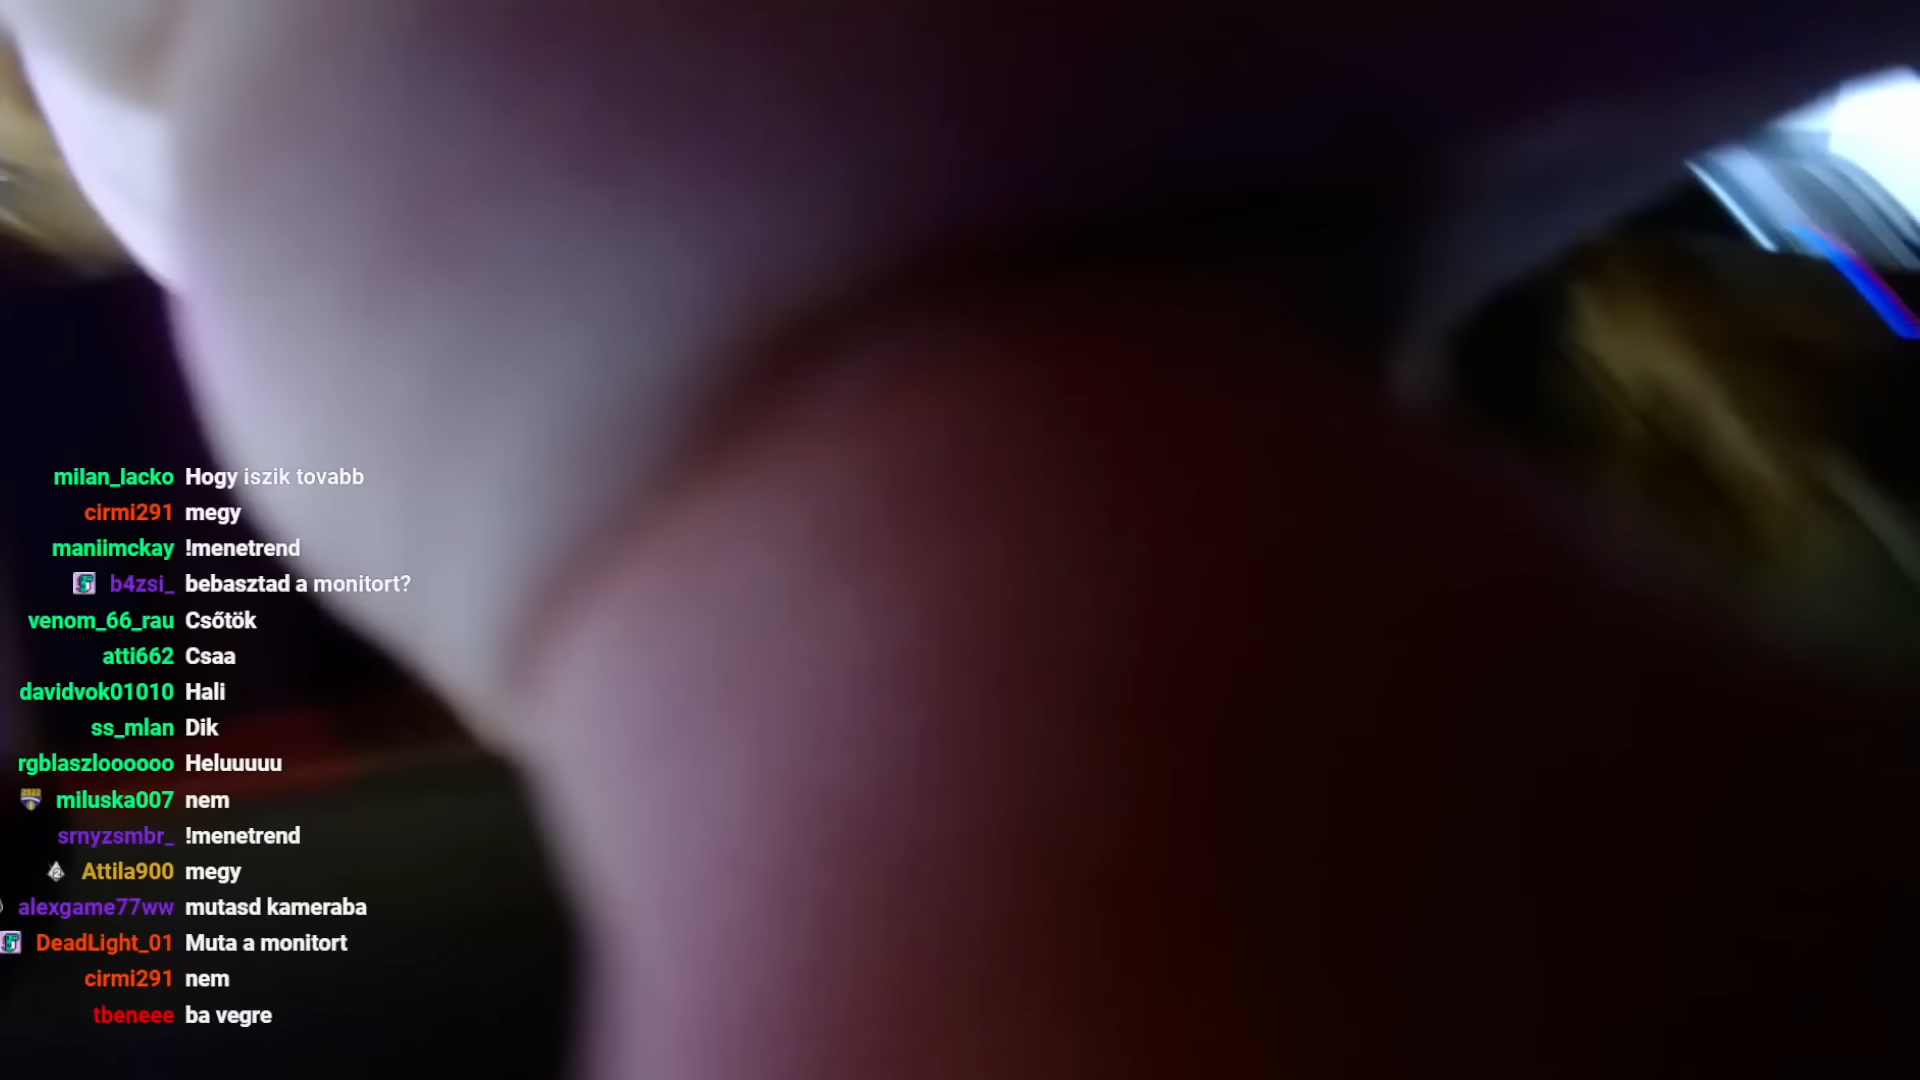 milan_lacko Hogy iszik tovabb
cirmi291 megy
maniimckay !menetrend
b4zsi_ bebasztad a monitort?
venom_66_rau Csőtök
atti662 Csaa
davidvok01010 Hali
ss_mlan Dik
rgblaszloooooo Heluuuuu
miluska007 nem
srnyzsmbr_ !menetrend
Attila900 megy
alexgame77ww mutasd kameraba
DeadLight_01 Muta a monitort
cirmi291 nem
tbeneee ba vegre